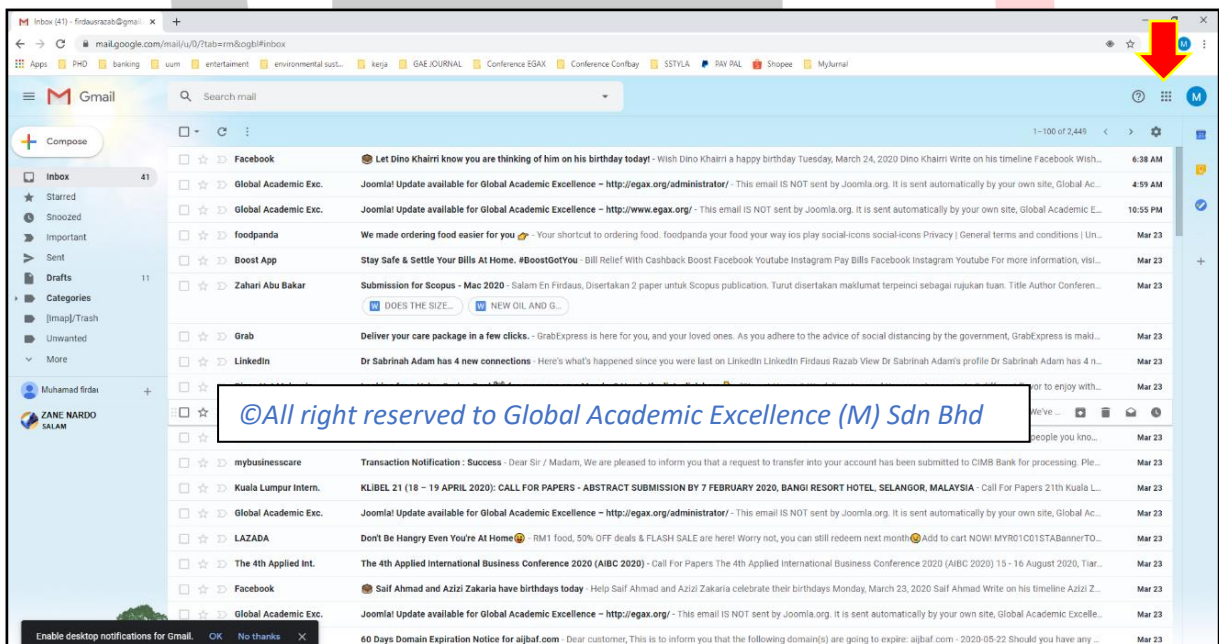 Inbox (41) - firdausrazab@gmail
mail.google.com/mail/u/0/?tab=rm&ogbl#inbox
Apps PHD banking uum entertaiment environmental sust... kerja GAE JOURNAL Conference EGAX Conference Confbay SSTYLA PAY PAL Shopee MyJurnal
Gmail Search mail M
Compose 1–100 of 2,449
Inbox 41
Starred
Snoozed
Important
Sent
Drafts 11
Categories
[Imap]/Trash
Unwanted
More
Muhamad firdau
ZANE NARDO
SALAM
Facebook Let Dino Khairri know you are thinking of him on his birthday today! - Wish Dino Khairri a happy birthday Tuesday, March 24, 2020 Dino Khairri Write on his timeline Facebook Wish... 6:38 AM
Global Academic Exc. Joomla! Update available for Global Academic Excellence – http://egax.org/administrator/ - This email IS NOT sent by Joomla.org. It is sent automatically by your own site, Global Ac... 4:59 AM
Global Academic Exc. Joomla! Update available for Global Academic Excellence – http://www.egax.org/ - This email IS NOT sent by Joomla.org. It is sent automatically by your own site, Global Academic E... 10:55 PM
foodpanda We made ordering food easier for you 👉 - Your shortcut to ordering food. foodpanda your food your way ios play social-icons social-icons Privacy | General terms and conditions | Un... Mar 23
Boost App Stay Safe & Settle Your Bills At Home. #BoostGotYou - Bill Relief With Cashback Boost Facebook Youtube Instagram Pay Bills Facebook Instagram Youtube For more information, visi... Mar 23
Zahari Abu Bakar Submission for Scopus - Mac 2020 - Salam En Firdaus, Disertakan 2 paper untuk Scopus publication. Turut disertakan maklumat terpeinci sebagai rujukan tuan. Title Author Conferen... Mar 23
DOES THE SIZE... NEW OIL AND G...
Grab Deliver your care package in a few clicks. - GrabExpress is here for you, and your loved ones. As you adhere to the advice of social distancing by the government, GrabExpress is maki... Mar 23
LinkedIn Dr Sabrinah Adam has 4 new connections - Here's what's happened since you were last on LinkedIn LinkedIn Firdaus Razab View Dr Sabrinah Adam's profile Dr Sabrinah Adam has 4 n... Mar 23
to enjoy with... Mar 23
©All right reserved to Global Academic Excellence (M) Sdn Bhd
We've ...
people you kno... Mar 23
mybusinesscare Transaction Notification : Success - Dear Sir / Madam, We are pleased to inform you that a request to transfer into your account has been submitted to CIMB Bank for processing. Ple... Mar 23
Kuala Lumpur Intern. KLiBEL 21 (18 – 19 APRIL 2020): CALL FOR PAPERS - ABSTRACT SUBMISSION BY 7 FEBRUARY 2020, BANGI RESORT HOTEL, SELANGOR, MALAYSIA - Call For Papers 21th Kuala L... Mar 23
Global Academic Exc. Joomla! Update available for Global Academic Excellence – http://egax.org/administrator/ - This email IS NOT sent by Joomla.org. It is sent automatically by your own site, Global Ac... Mar 23
LAZADA Don't Be Hangry Even You're At Home😫 - RM1 food, 50% OFF deals & FLASH SALE are here! Worry not, you can still redeem next month😉Add to cart NOW! MYR01C01STABannerTO... Mar 23
The 4th Applied Int. The 4th Applied International Business Conference 2020 (AIBC 2020) - Call For Papers The 4th Applied International Business Conference 2020 (AIBC 2020) 15 - 16 August 2020, Tiar... Mar 23
Facebook Saif Ahmad and Azizi Zakaria have birthdays today - Help Saif Ahmad and Azizi Zakaria celebrate their birthdays Monday, March 23, 2020 Saif Ahmad Write on his timeline Azizi Z... Mar 23
Global Academic Exc. Joomla! Update available for Global Academic Excellence – http://egax.org/ - This email IS NOT sent by Joomla.org. It is sent automatically by your own site, Global Academic Excelle... Mar 23
60 Days Domain Expiration Notice for aijbaf.com - Dear customer, This is to inform you that the following domain(s) are going to expire: aijbaf.com - 2020-05-22 Should you have any ... Mar 23
Enable desktop notifications for Gmail. OK No thanks